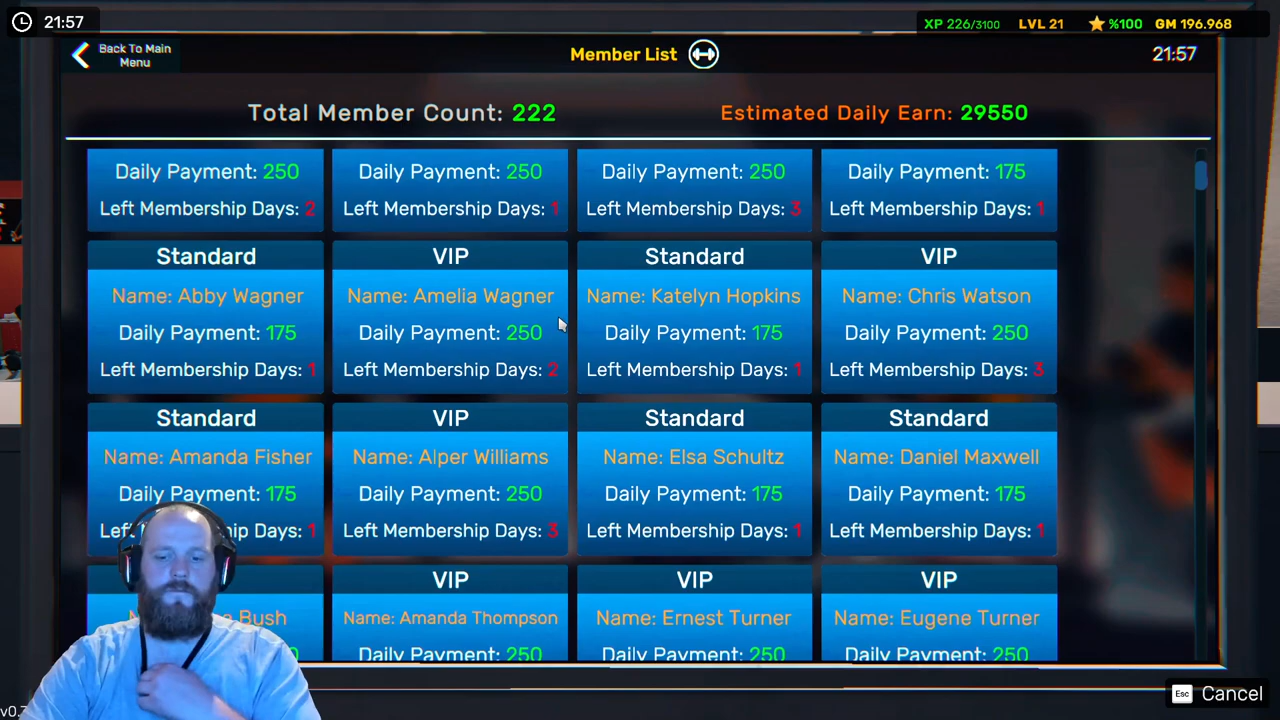 21:57
XP 226/3100 LVL 21 %100 GM 196.968
Back To Main
Menu
Member List
21:57
Total Member Count: 222
Estimated Daily Earn: 29550
Daily Payment: 250 Daily Payment: 250 Daily Payment: 250 Daily Payment: 175
Left Membership Days: 2 Left Membership Days: 1 Left Membership Days: 3 Left Membership Days: 1
Standard VIP Standard VIP
Name: Abby Wagner Name: Amelia Wagner Name: Katelyn Hopkins Name: Chris Watson
Daily Payment: 175 Daily Payment: 250 Daily Payment: 175 Daily Payment: 250
Left Membership Days: 1 Left Membership Days: 2 Left Membership Days: 1 Left Membership Days: 3
Standard VIP Standard Standard
Name: Amanda Fisher Name: Alper Williams Name: Elsa Schultz Name: Daniel Maxwell
Daily Payment: 175 Daily Payment: 250 Daily Payment: 175 Daily Payment: 175
Days: 1 Left Membership Days: 3 Left Membership Days: 1 Left Membership Days: 1
VIP VIP VIP
Bush Name: Amanda Thompson Name: Ernest Turner Name: Eugene Turner
Daily Payment: 250 Daily Payment: 250 Daily Payment: 250
Esc Cancel